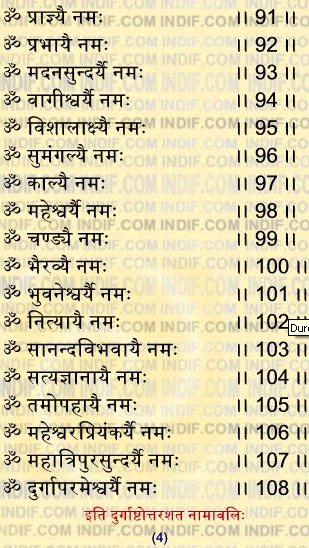 ॐ प्राज्ञ्यै नमः ॥ 91 ॥
ॐ प्रभायै नमः ॥ 92 ॥
ॐ मदनसुन्दर्यै नमः ॥ 93 ॥
ॐ वागीश्वर्यै नमः ॥ 94 ॥
ॐ विशालाक्ष्यै नमः ॥ 95 ॥
ॐ सुमंगल्यै नमः ॥ 96 ॥
ॐ काल्यै नमः ॥ 97 ॥
ॐ महेश्वर्यै नमः ॥ 98 ॥
ॐ चण्ड्यै नमः ॥ 99 ॥
ॐ भैरव्यै नमः ॥ 100 ॥
ॐ भुवनेश्वर्यै नमः ॥ 101 ॥
ॐ नित्यायै नमः ॥ 102
ॐ सानन्दविभवायै नमः ॥ 103 ॥
ॐ सत्यज्ञानायै नमः ॥ 104 ॥
ॐ तमोपहायै नमः ॥ 105 ॥
ॐ महेश्वरप्रियंकर्यै नमः ॥ 106 ॥
ॐ महात्रिपुरसुन्दर्यै नमः ॥ 107 ॥
ॐ दुर्गापरमेश्वर्यै नमः ॥ 108 ॥
इति दुर्गाष्टोत्तरशत नामावलिः
(4)